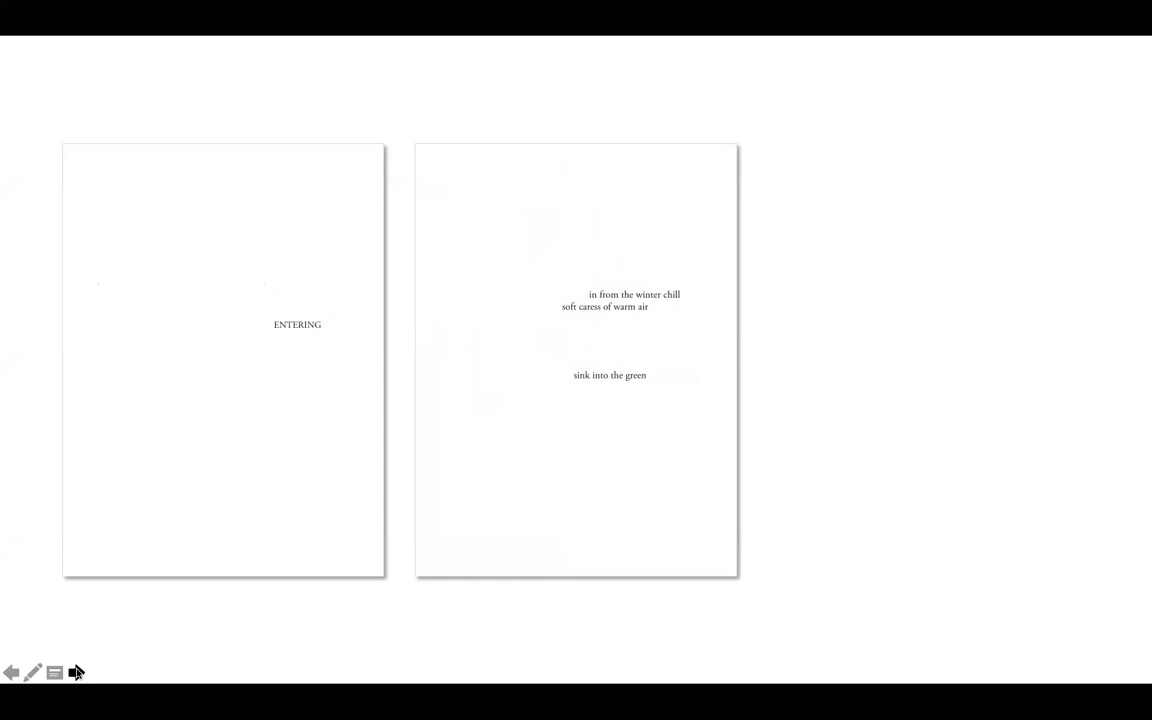 ENTERING
in from the winter chill
soft caress of warm air
sink into the green